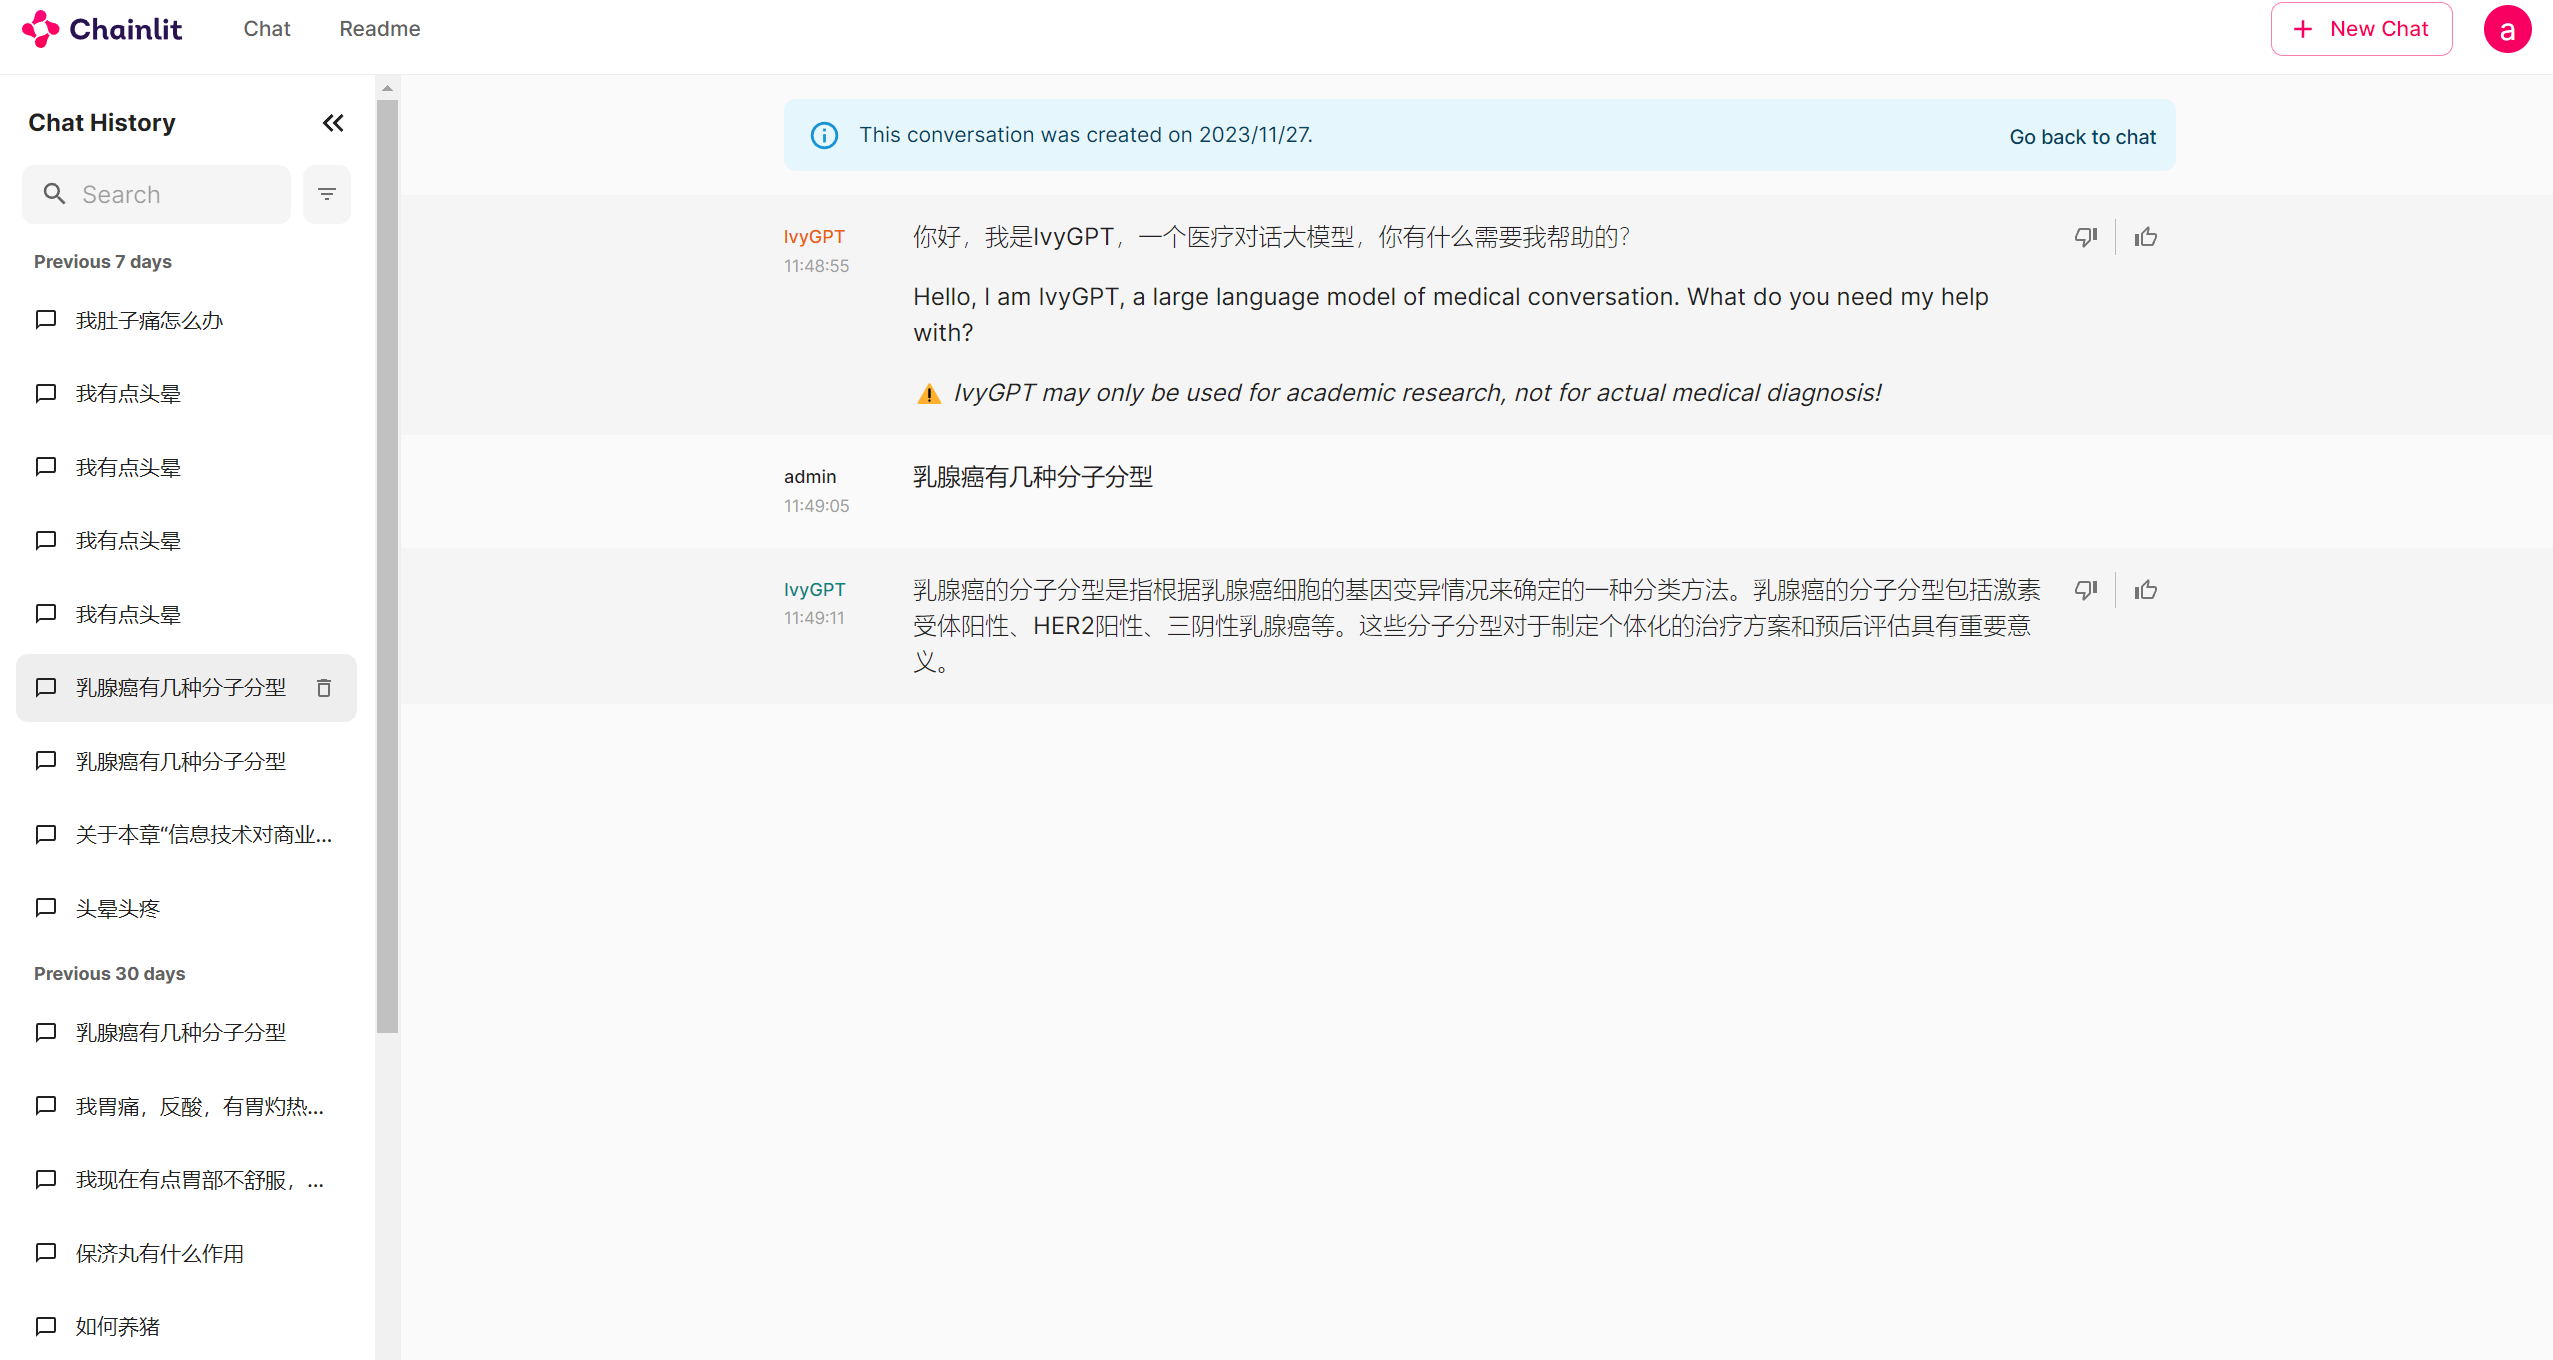 Chainlit
Chat
Readme
New Chat
a
Chat History
Search
Previous 7 days
我肚子痛怎么办
我有点头晕
我有点头晕
我有点头晕
我有点头晕
乳腺癌有几种分子分型
乳腺癌有几种分子分型
关于本章“信息技术对商业...
头晕头疼
Previous 30 days
乳腺癌有几种分子分型
我胃痛，反酸，有胃灼热...
我现在有点胃部不舒服，...
保济丸有什么作用
如何养猪
This conversation was created on 2023/11/27.
Go back to chat
IvyGPT
11:48:55
你好，我是IvyGPT，一个医疗对话大模型，你有什么需要我帮助的？
Hello, I am IvyGPT, a large language model of medical conversation. What do you need my help
with?
⚠️ IvyGPT may only be used for academic research, not for actual medical diagnosis!
admin
11:49:05
乳腺癌有几种分子分型
IvyGPT
11:49:11
乳腺癌的分子分型是指根据乳腺癌细胞的基因变异情况来确定的一种分类方法。乳腺癌的分子分型包括激素
受体阳性、HER2阳性、三阴性乳腺癌等。这些分子分型对于制定个体化的治疗方案和预后评估具有重要意
义。